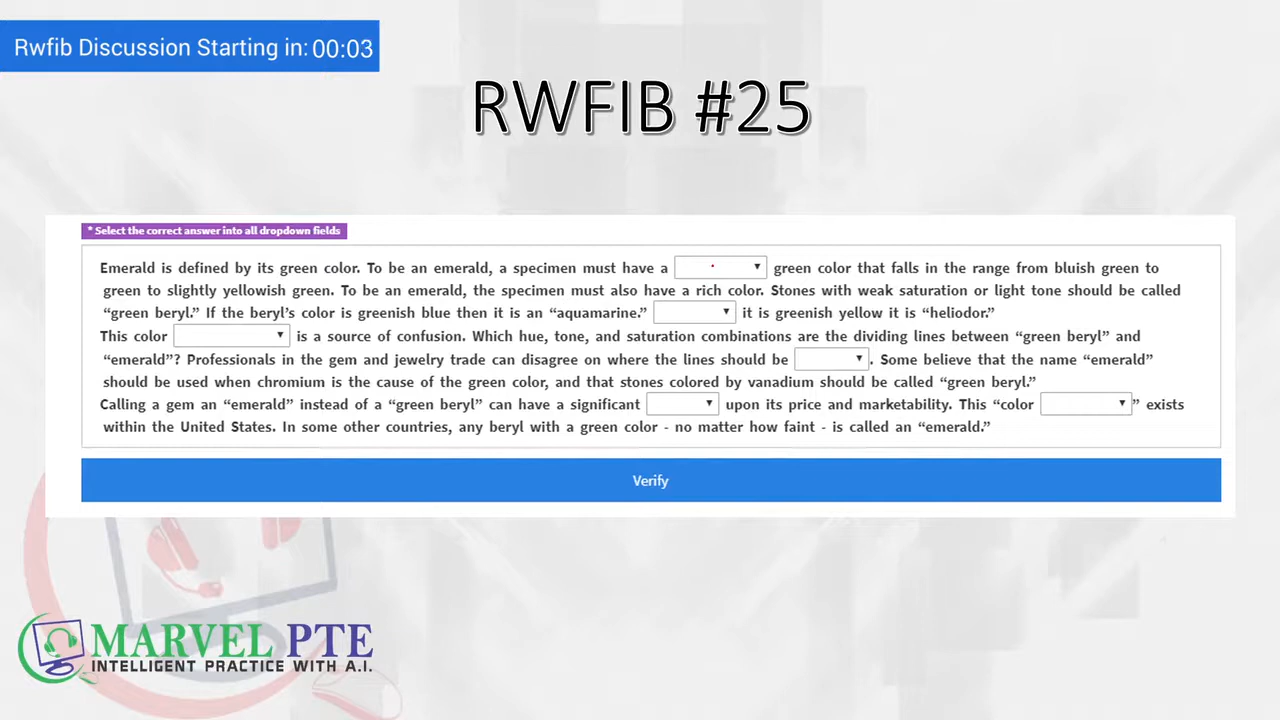 Rwfib Discussion Starting in: 00:03
RWFIB #25
* Select the correct answer into all dropdown fields
Emerald is defined by its green color. To be an emerald, a specimen must have a green color that falls in the range from bluish green to
green to slightly yellowish green. To be an emerald, the specimen must also have a rich color. Stones with weak saturation or light tone should be called
“green beryl.” If the beryl’s color is greenish blue then it is an “aquamarine.” it is greenish yellow it is “heliodor.”
This color is a source of confusion. Which hue, tone, and saturation combinations are the dividing lines between “green beryl” and
“emerald”? Professionals in the gem and jewelry trade can disagree on where the lines should be . Some believe that the name “emerald”
should be used when chromium is the cause of the green color, and that stones colored by vanadium should be called “green beryl.”
Calling a gem an “emerald” instead of a “green beryl” can have a significant upon its price and marketability. This “color ” exists
within the United States. In some other countries, any beryl with a green color - no matter how faint - is called an “emerald.”
Verify
MARVEL PTE
INTELLIGENT PRACTICE WITH A.I.